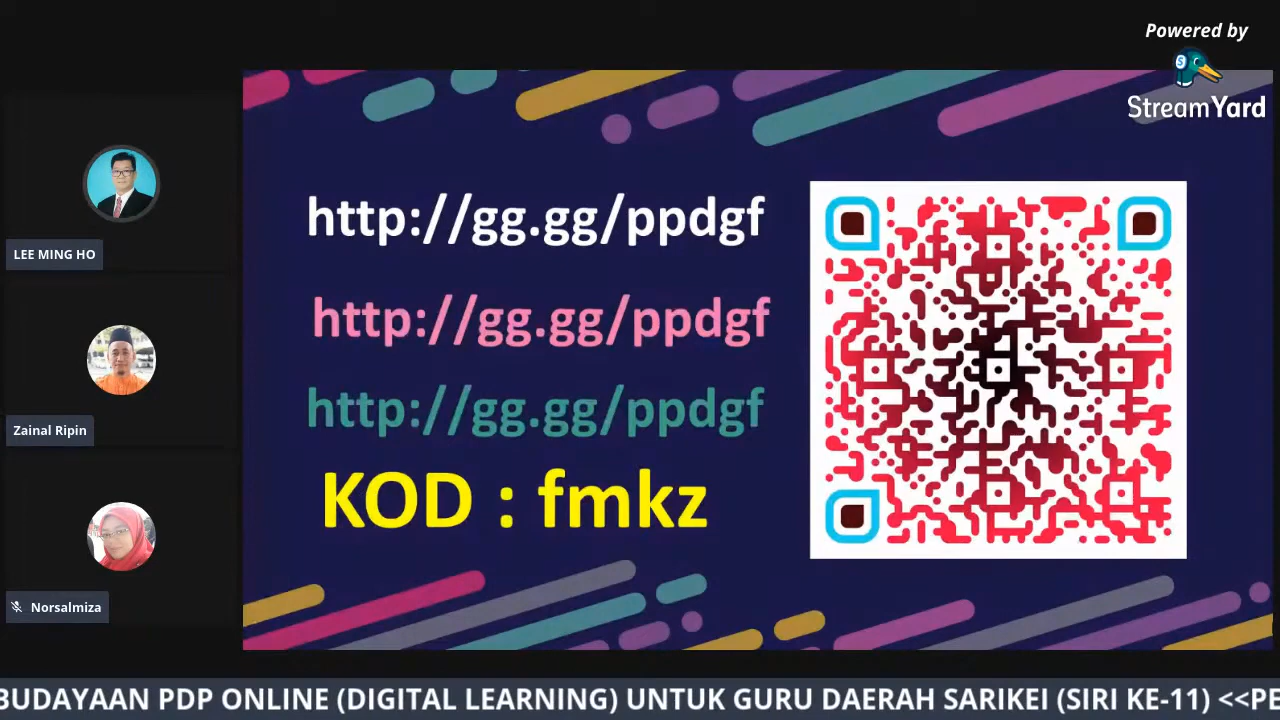 Powered by
StreamYard
LEE MING HO
Zainal Ripin
Norsalmiza
http://gg.gg/ppdgf
http://gg.gg/ppdgf
http://gg.gg/ppdgf
KOD : fmkz
BUDAYAAN PDP ONLINE (DIGITAL LEARNING) UNTUK GURU DAERAH SARIKEI (SIRI KE-11) <<PE